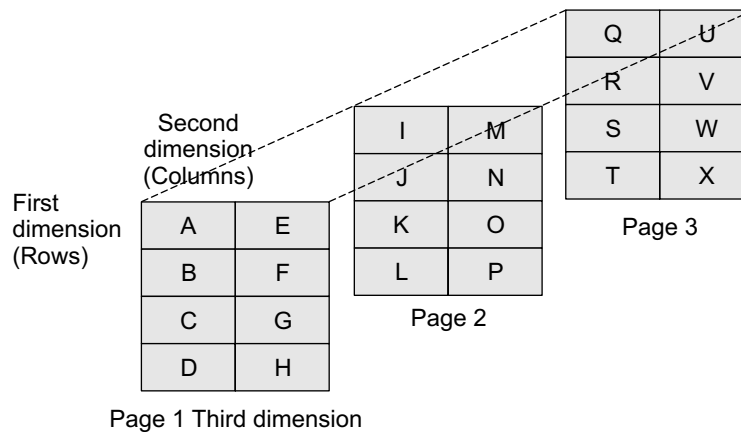 Q U
R V
S W
T X
Page 3
I M
J N
K O
L P
Page 2
Second
dimension
(Columns)
First
dimension
(Rows)
A E
B F
C G
D H
Page 1 Third dimension